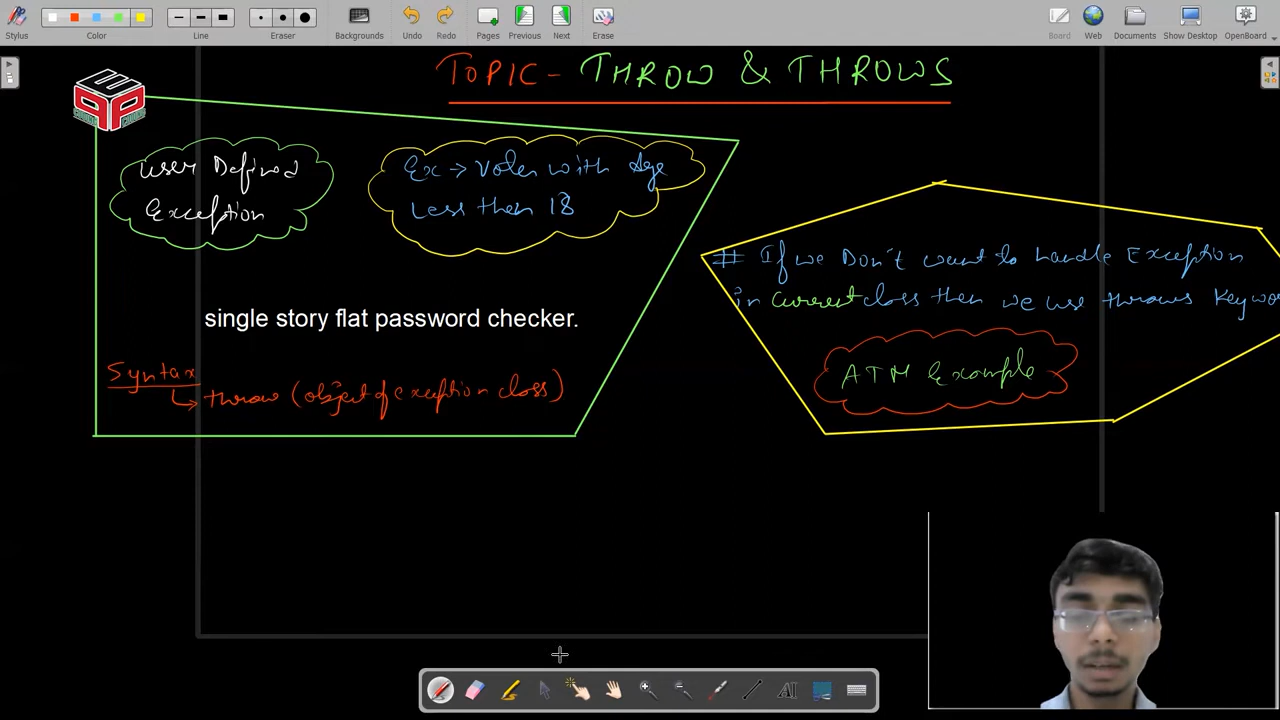 Stylus
Color
Line
Eraser
Backgrounds
Undo
Redo
Pages
Previous
Next
Erase
Board
Web
Documents
Show Desktop
OpenBoard
TOPIC - THROW & THROWS
User Defined
Exception
Ex → Voter with Age
Less then 18
# If we Don't want to handle Exception
in current class then we use throws Keywo
single story flat password checker.
ATM Example
Syntax
throw (object of exception class)